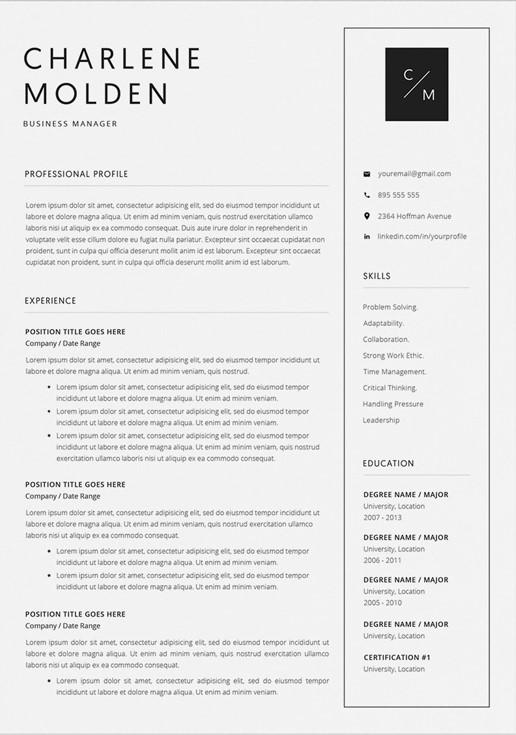 CHARLENE
MOLDEN
BUSINESS MANAGER
PROFESSIONAL PROFILE
Lorem ipsum dolor sit amet, consectetur adipisicing elit, sed do eiusmod tempor incididunt ut
labore et dolore magna aliqua. Ut enim ad minim veniam, quis nostrud exercitation ullamco
laboris nisi ut aliquip ex ea commodo consequat. Duis aute irure dolor in reprehenderit in
voluptate velit esse cillum dolore eu fugiat nulla pariatur. Excepteur sint occaecat cupidatat non
proident, sunt in culpa qui officia deserunt mollit anim id est laborum. Excepteur sint occaecat
cupidatat non proident, sunt in culpa qui officia deserunt mollit anim id est laborum.
EXPERIENCE
POSITION TITLE GOES HERE
Company / Date Range
Lorem ipsum dolor sit amet, consectetur adipisicing elit, sed do eiusmod tempor incididunt ut
labore et dolore magna aliqua. Ut enim ad minim veniam, quis nostrud.
• Lorem ipsum dolor sit amet, consectetur adipisicing elit, sed do eiusmod tempor
incididunt ut labore et dolore magna aliqua. Ut enim ad minim veniam.
• Lorem ipsum dolor sit amet, consectetur adipisicing elit, sed do eiusmod tempor
incididunt ut labore et dolore magna aliqua. Ut enim ad minim veniam.
• Lorem ipsum dolor sit amet, consectetur adipisicing elit, sed do eiusmod tempor
incididunt ut labore et dolore magna aliqua. Ut enim ad minim veniam, quis nostrud
exercitation ullamco laboris nisi ut aliquip ex ea commodo consequat.
POSITION TITLE GOES HERE
Company / Date Range
Lorem ipsum dolor sit amet, consectetur adipisicing elit, sed do eiusmod tempor incididunt ut
labore et dolore magna aliqua. Ut enim ad minim veniam, quis nostrud exercitation ullamco
laboris nisi ut aliquip ex ea commodo consequat.
• Lorem ipsum dolor sit amet, consectetur adipisicing elit, sed do eiusmod tempor
incididunt ut labore et dolore magna aliqua. Ut enim ad minim veniam.
• Lorem ipsum dolor sit amet, consectetur adipisicing elit, sed do eiusmod tempor
incididunt ut labore et dolore magna aliqua. Ut enim ad minim veniam.
POSITION TITLE GOES HERE
Company / Date Range
Lorem ipsum dolor sit amet, consectetur adipisicing elit, sed do eiusmod tempor incididunt ut
labore et dolore magna aliqua. Ut enim ad minim veniam, quis nostrud exercitation ullamco
laboris nisi ut aliquip ex ea commodo consequat.
• Lorem ipsum dolor sit amet, consectetur adipisicing elit, sed do eiusmod tempor
incididunt ut labore et dolore magna aliqua. Ut enim ad minim veniam.
C
M
youremail@gmail.com
895 555 555
2364 Hoffman Avenue
in linkedin.com/in/yourprofile
SKILLS
Problem Solving.
Adaptability.
Collaboration.
Strong Work Ethic.
Time Management.
Critical Thinking.
Handling Pressure
Leadership
EDUCATION
DEGREE NAME / MAJOR
University, Location
2007 - 2013
DEGREE NAME / MAJOR
University, Location
2006 - 2011
DEGREE NAME / MAJOR
University, Location
2005 - 2010
DEGREE NAME / MAJOR
University, Location
CERTIFICATION #1
University, Location